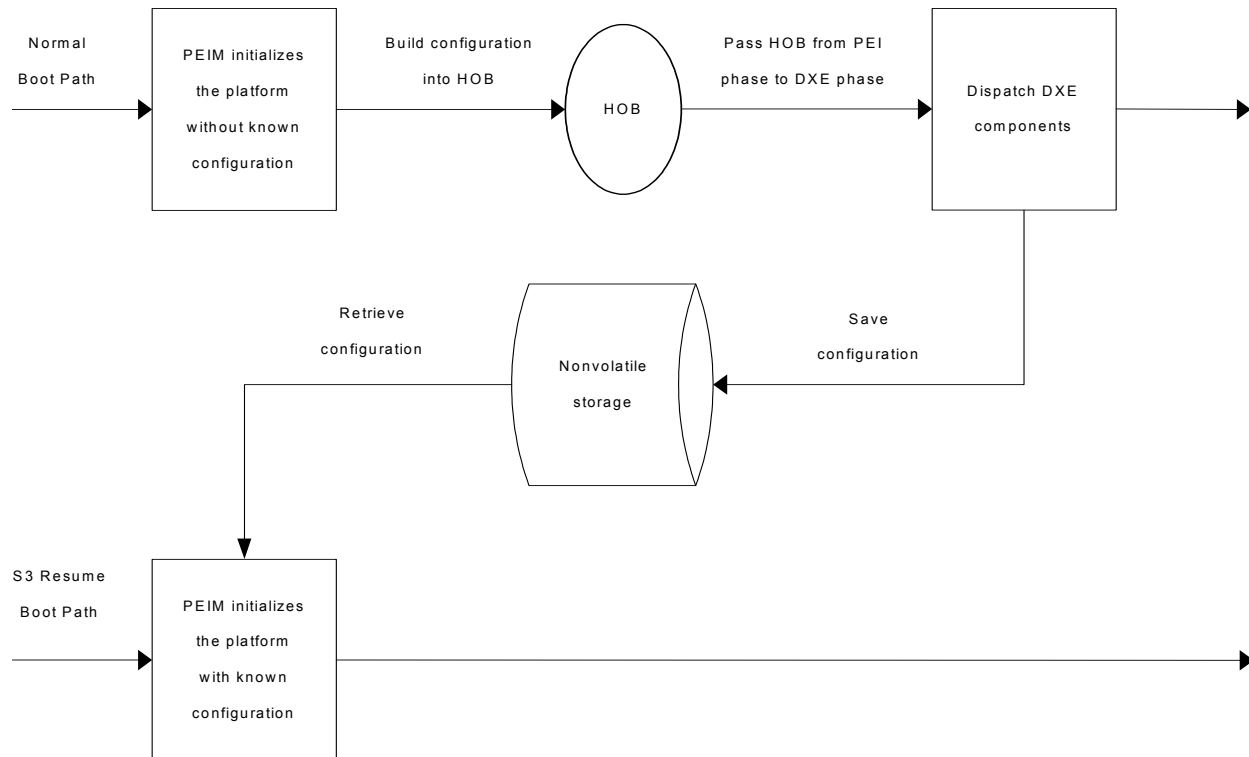 Normal
Boot Path
PEIM initializes
the platform
without known
configuration
Build configuration
into HOB
HOB
Pass HOB from PEI
phase to DXE phase
Dispatch DXE
components
Retrieve
configuration
Nonvolatile
storage
Save
configuration
S3 Resume
Boot Path
PEIM initializes
the platform
with known
configuration